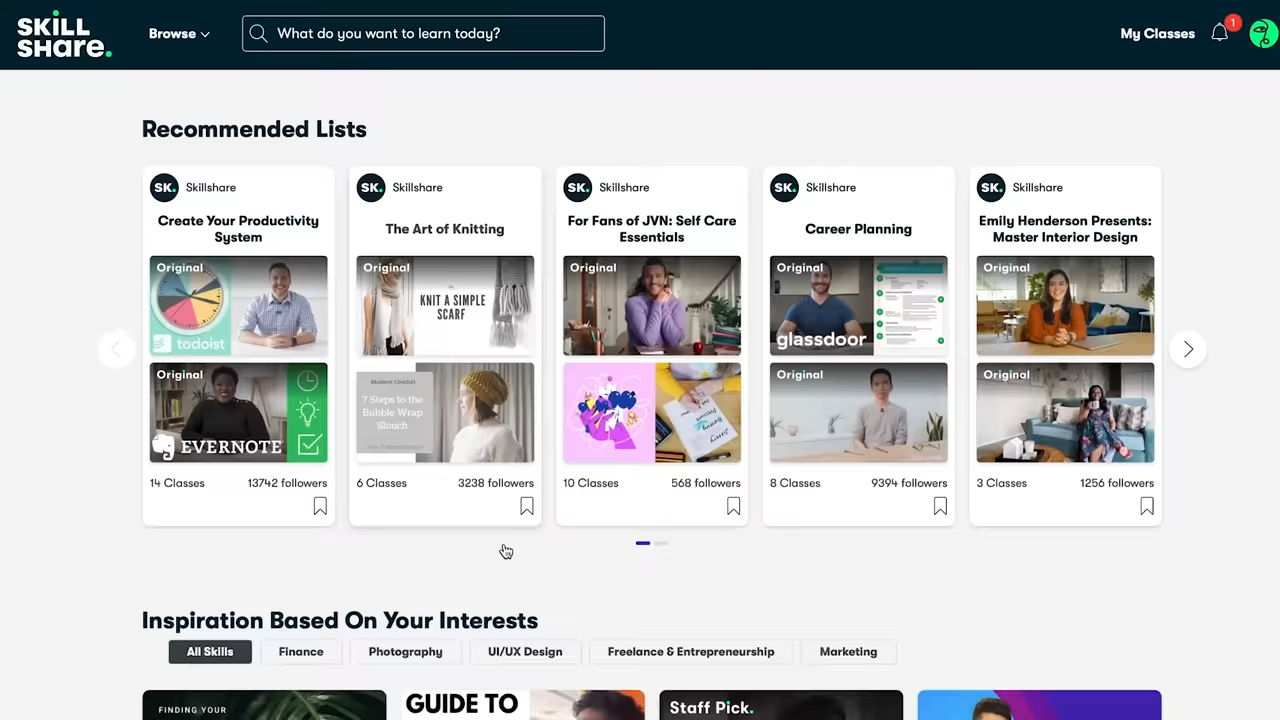 SKILL
SHare.
Browse
What do you want to learn today?
My Classes
1
Recommended Lists
SK. Skillshare
Create Your Productivity
System
Original
todoist
Original
EVERNOTE
14 Classes 13742 followers
SK. Skillshare
The Art of Knitting
Original
KNIT A SIMPLE
SCARF
Modern Crochet
7 Steps to the
Bubble Wrap
Slouch
6 Classes 3238 followers
SK. Skillshare
For Fans of JVN: Self Care
Essentials
Original
10 Classes 568 followers
SK. Skillshare
Career Planning
Original
glassdoor
Original
8 Classes 9394 followers
SK. Skillshare
Emily Henderson Presents:
Master Interior Design
Original
Original
3 Classes 1256 followers
Inspiration Based On Your Interests
All Skills
Finance
Photography
UI/UX Design
Freelance & Entrepreneurship
Marketing
FINDING YOUR
GUIDE TO
Staff Pick.